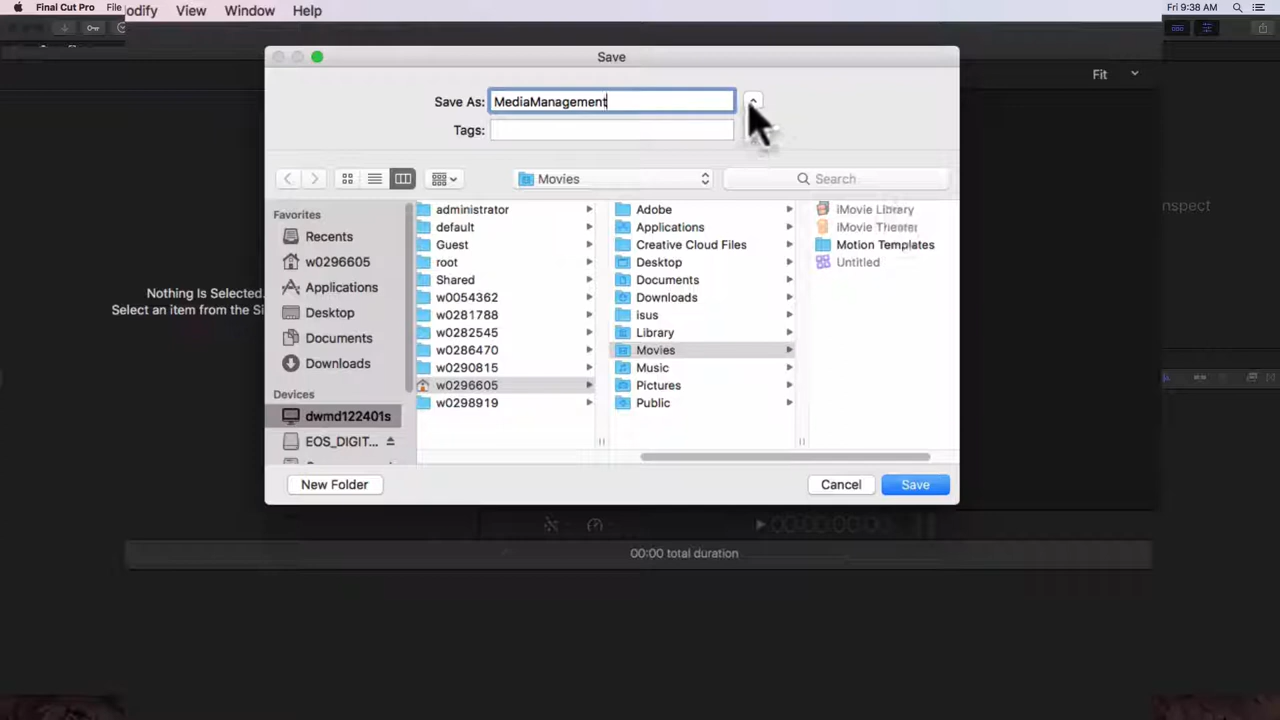 Final Cut Pro File odify View Window Help Fri 9:38 AM
Save
Fit
Save As: MediaManagement
Tags:
Movies
Search
Favorites
Recents
w0296605
Applications
Desktop
Documents
Downloads
Devices
dwmd122401s
EOS_DIGIT...
administrator
default
Guest
root
Shared
w0054362
w0281788
w0282545
w0286470
w0290815
w0296605
w0298919
Adobe
Applications
Creative Cloud Files
Desktop
Documents
Downloads
isus
Library
Movies
Music
Pictures
Public
iMovie Library
iMovie Theater
Motion Templates
Untitled
nspect
Nothing Is Selected.
Select an item from the Si
New Folder
Cancel
Save
00:00:00:00
00:00 total duration